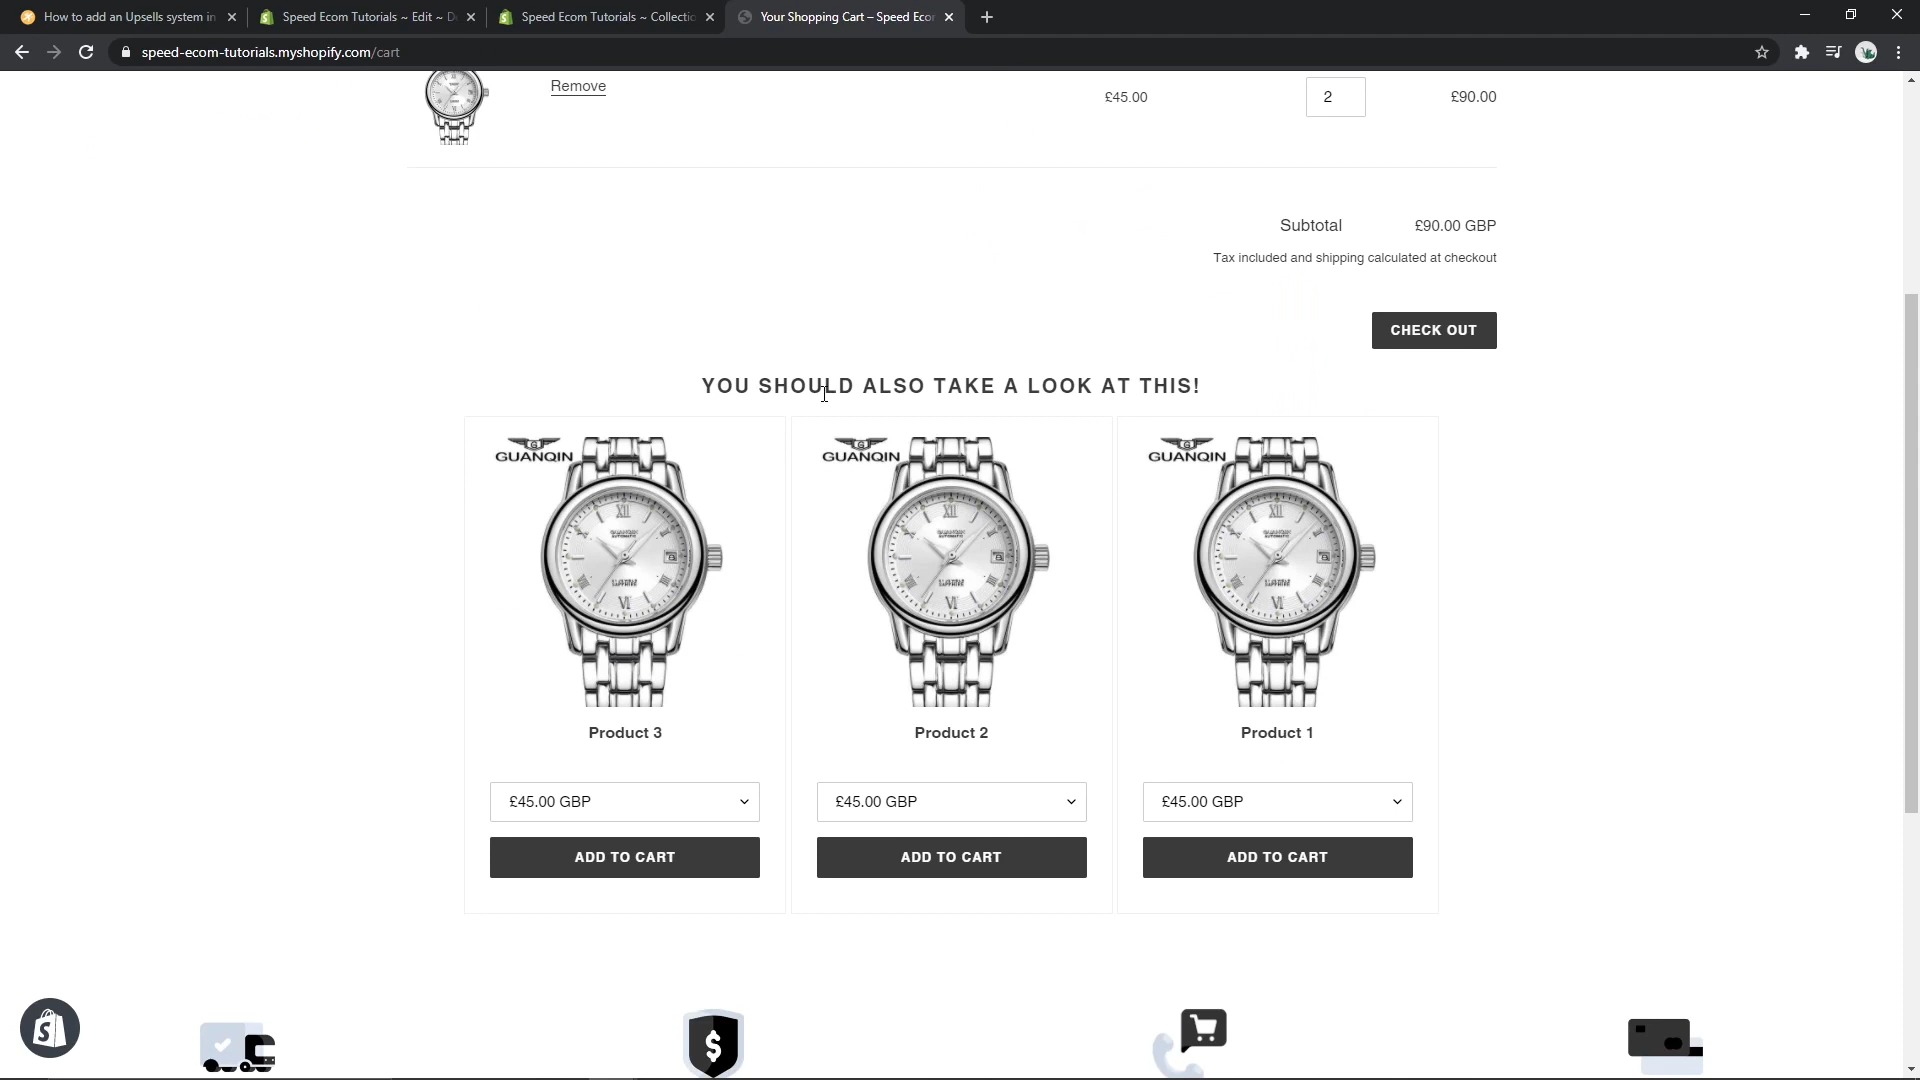 How to add an Upsells system in
Speed Ecom Tutorials ~ Edit ~ D
Speed Ecom Tutorials ~ Collectio
Your Shopping Cart – Speed Ecom
speed-ecom-tutorials.myshopify.com/cart
Remove
£45.00
2
£90.00
Subtotal
£90.00 GBP
Tax included and shipping calculated at checkout
CHECK OUT
YOU SHOULD ALSO TAKE A LOOK AT THIS!
GUANQIN
GUANQIN
GUANQIN
Product 3
Product 2
Product 1
£45.00 GBP
£45.00 GBP
£45.00 GBP
ADD TO CART
ADD TO CART
ADD TO CART